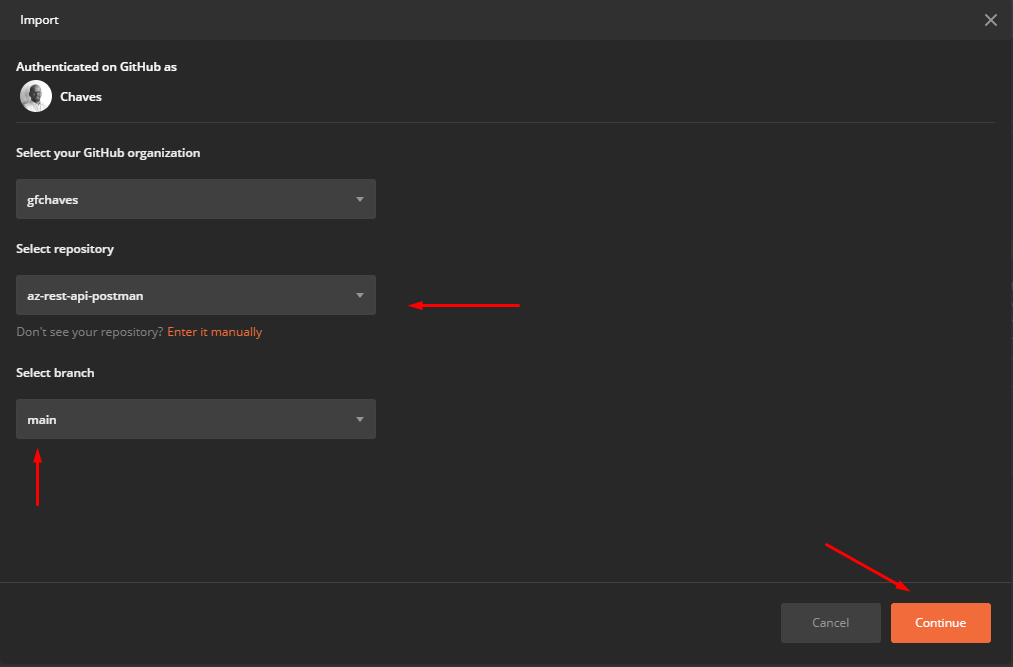 Import
Authenticated on GitHub as
Chaves
Select your GitHub organization
gfchaves
Select repository
az-rest-api-postman
Don't see your repository? Enter it manually
Select branch
main
Cancel
Continue